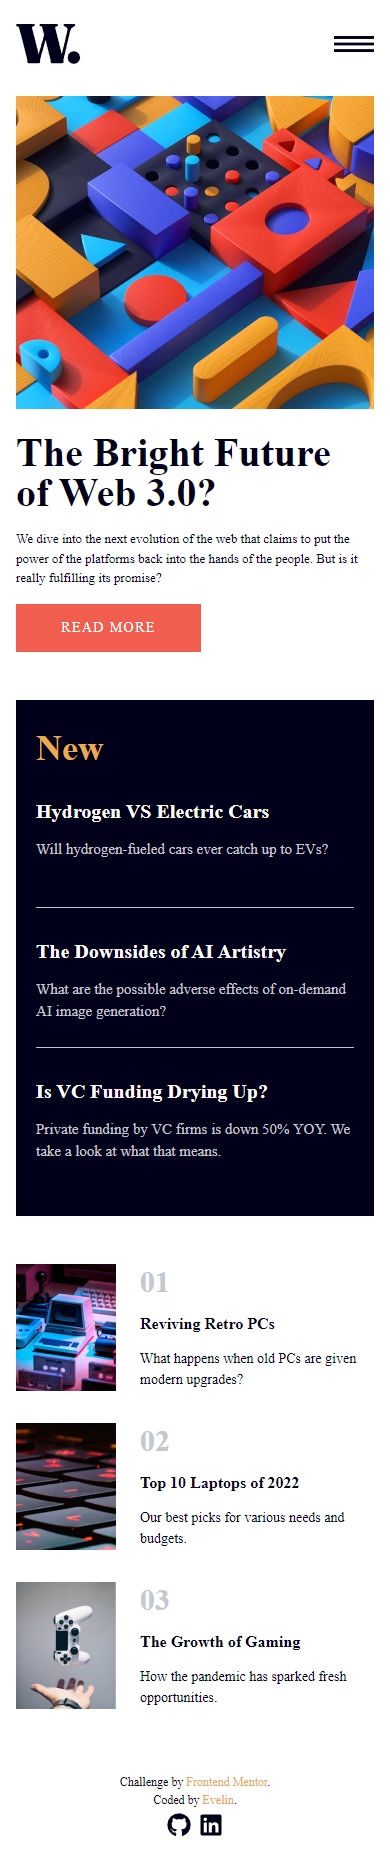 W.
The Bright Future
of Web 3.0?
We dive into the next evolution of the web that claims to put the
power of the platforms back into the hands of the people. But is it
really fulfilling its promise?
READ MORE
New
Hydrogen VS Electric Cars
Will hydrogen-fueled cars ever catch up to EVs?
The Downsides of AI Artistry
What are the possible adverse effects of on-demand
AI image generation?
Is VC Funding Drying Up?
Private funding by VC firms is down 50% YOY. We
take a look at what that means.
01
Reviving Retro PCs
What happens when old PCs are given
modern upgrades?
02
Top 10 Laptops of 2022
Our best picks for various needs and
budgets.
03
The Growth of Gaming
How the pandemic has sparked fresh
opportunities.
Challenge by Frontend Mentor.
Coded by Evelin.
in